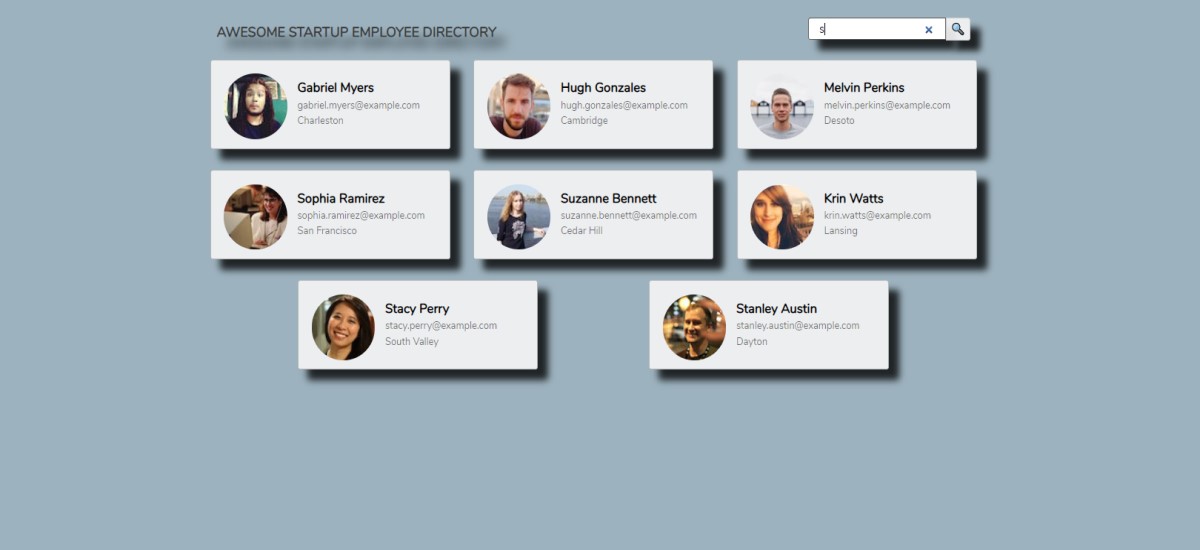 AWESOME STARTUP EMPLOYEE DIRECTORY
s
Gabriel Myers
gabriel.myers@example.com
Charleston
Hugh Gonzales
hugh.gonzales@example.com
Cambridge
Melvin Perkins
melvin.perkins@example.com
Desoto
Sophia Ramirez
sophia.ramirez@example.com
San Francisco
Suzanne Bennett
suzanne.bennett@example.com
Cedar Hill
Krin Watts
krin.watts@example.com
Lansing
Stacy Perry
stacy.perry@example.com
South Valley
Stanley Austin
stanley.austin@example.com
Dayton